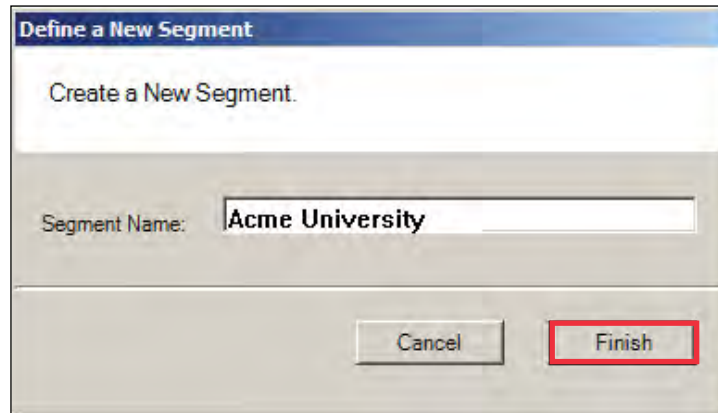 Define a New Segment
Create a New Segment.
Segment Name: Acme University
Cancel Finish